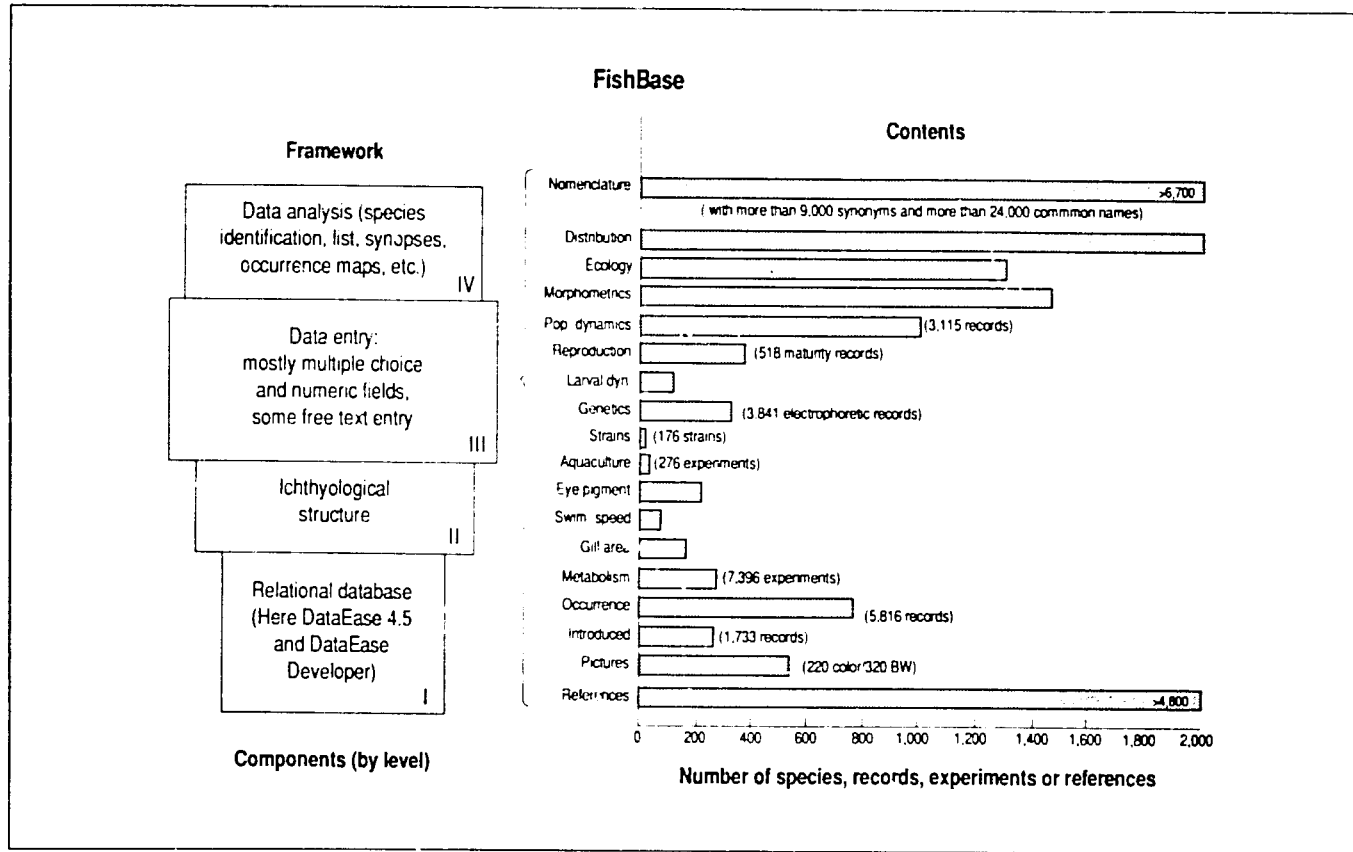 FishBase
Framework
Data analysis (species
identification, list, synopses,
occurrence maps, etc.)
IV
Data entry:
mostly multiple choice
and numeric fields,
some free text entry
III
Ichthyological
structure
II
Relational database
(Here DataEase 4.5
and DataEase
Developer)
I
Components (by level)
Contents
Nomenclature
>6,700
( with more than 9,000 synonyms and more than 24,000 commmon names)
Distribution
Ecology
Morphometrics
Pop. dynamics (3,115 records)
Reproduction (518 maturity records)
Larval dyn.
Genetics (3,841 electrophoretic records)
Strains (176 strains)
Aquaculture (276 experiments)
Eye pigment
Swim. speed
Gill area
Metabolism (7,396 experiments)
Occurrence (5,816 records)
Introduced (1,733 records)
Pictures (220 color/320 BW)
References >4,800
0 200 400 600 800 1,000 1,200 1,400 1,600 1,800 2,000
Number of species, records, experiments or references